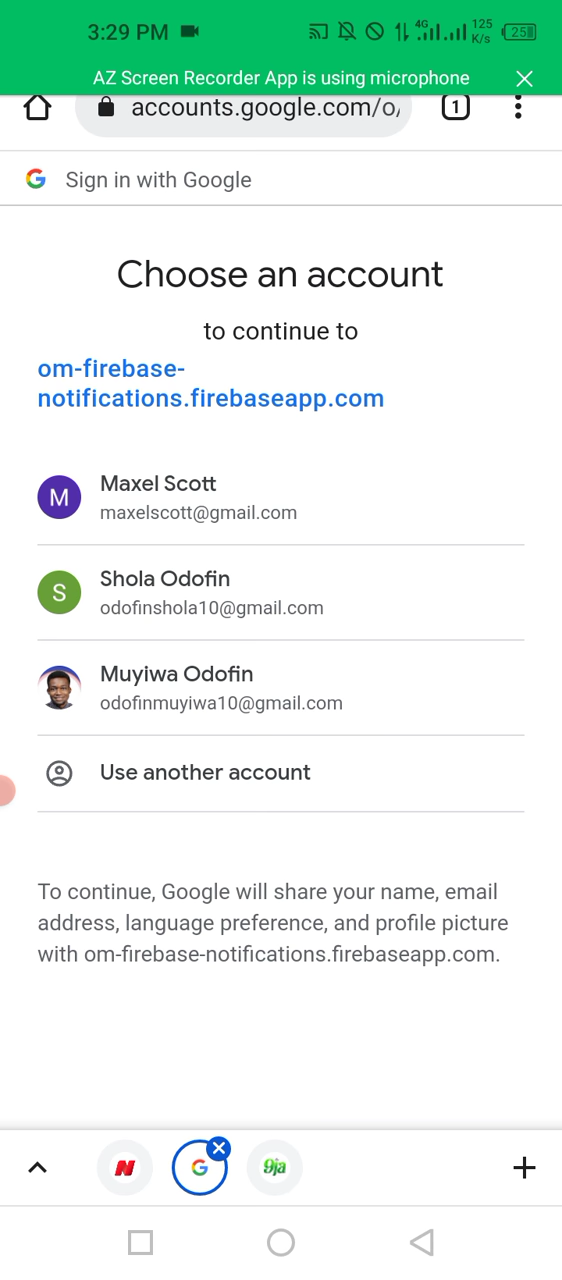 3:29 PM
4G 125 K/s 25
AZ Screen Recorder App is using microphone
accounts.google.com/o/
1
Sign in with Google
Choose an account
to continue to
om-firebase-
notifications.firebaseapp.com
M
Maxel Scott
maxelscott@gmail.com
S
Shola Odofin
odofinshola10@gmail.com
Muyiwa Odofin
odofinmuyiwa10@gmail.com
Use another account
To continue, Google will share your name, email
address, language preference, and profile picture
with om-firebase-notifications.firebaseapp.com.
N
G
9ja